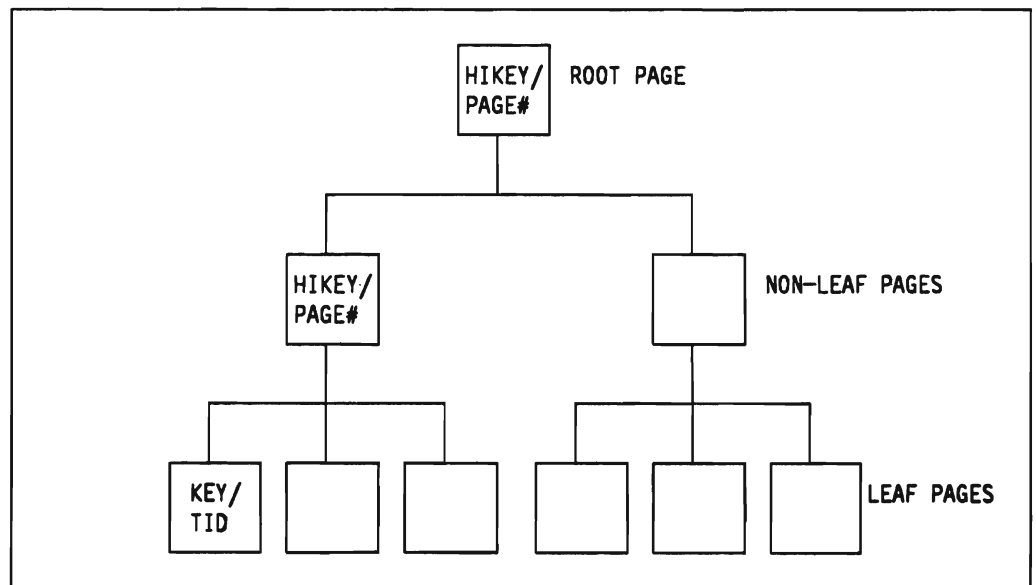 HIKEY/
PAGE#
ROOT PAGE
HIKEY/
PAGE#
NON-LEAF PAGES
KEY/
TID
LEAF PAGES